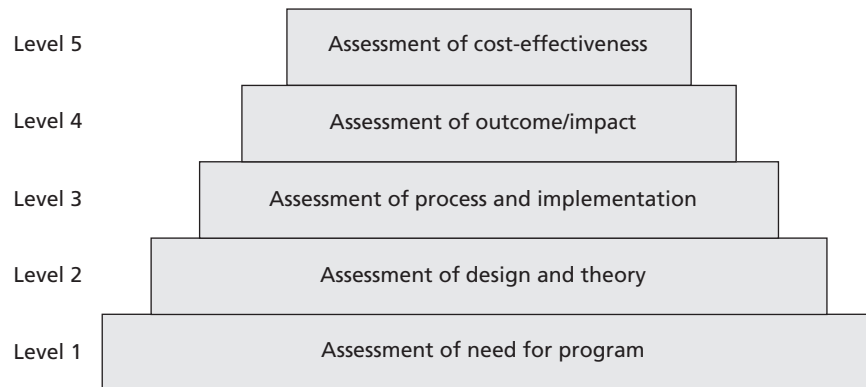 Level 5 Assessment of cost-effectiveness
Level 4 Assessment of outcome/impact
Level 3 Assessment of process and implementation
Level 2 Assessment of design and theory
Level 1 Assessment of need for program